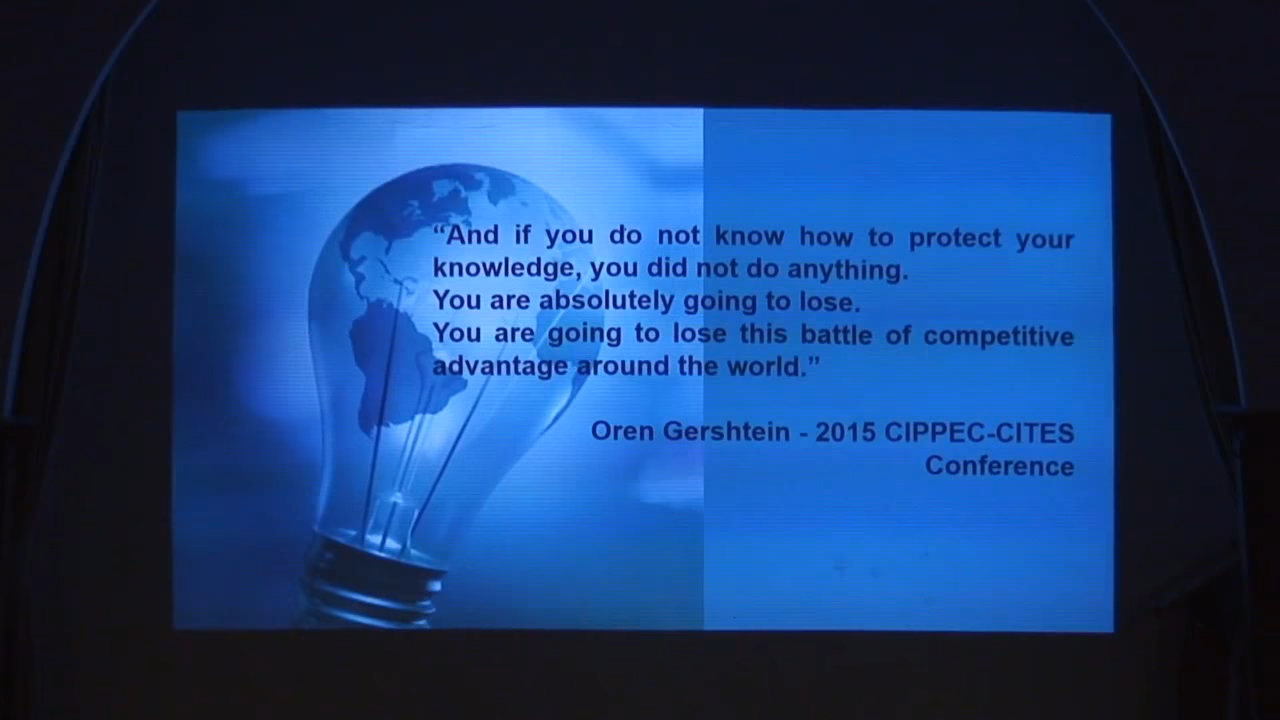 “And if you do not know how to protect your
knowledge, you did not do anything.
You are absolutely going to lose.
You are going to lose this battle of competitive
advantage around the world.”
Oren Gershtein - 2015 CIPPEC-CITES
Conference